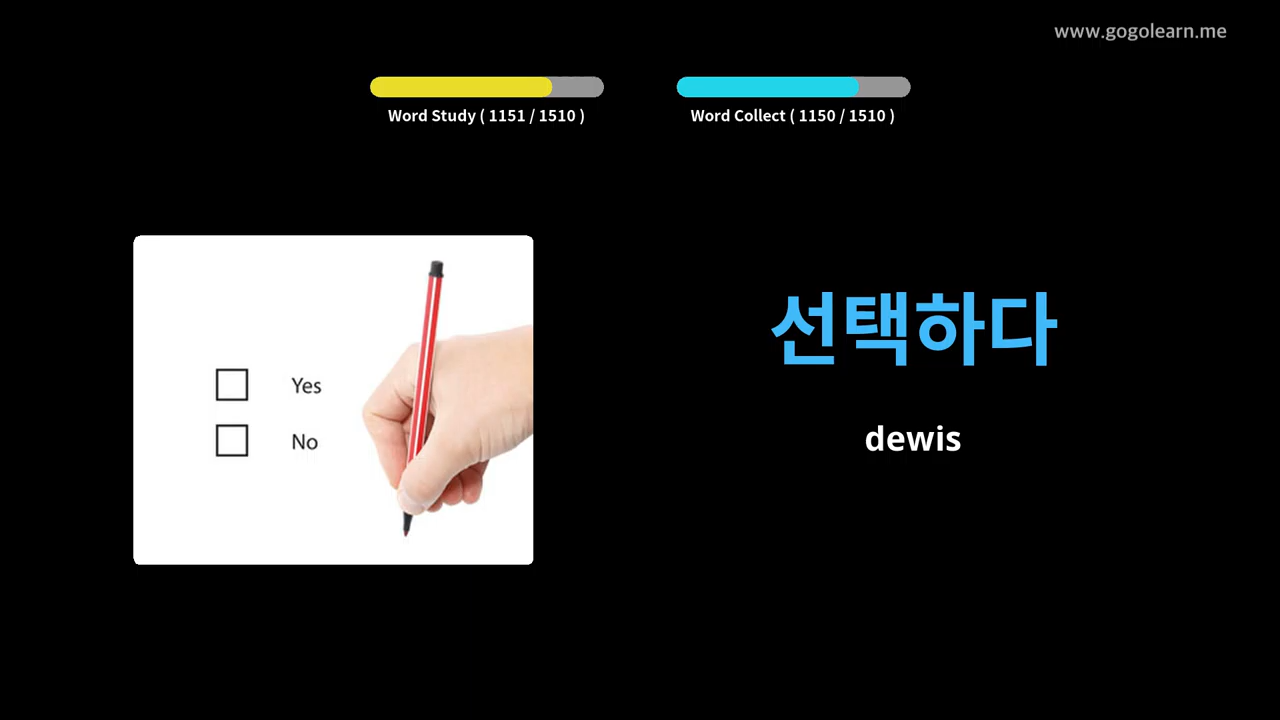 www.gogolearn.me
Word Study ( 1151 / 1510 )
Word Collect ( 1150 / 1510 )
Yes
No
선택하다
dewis